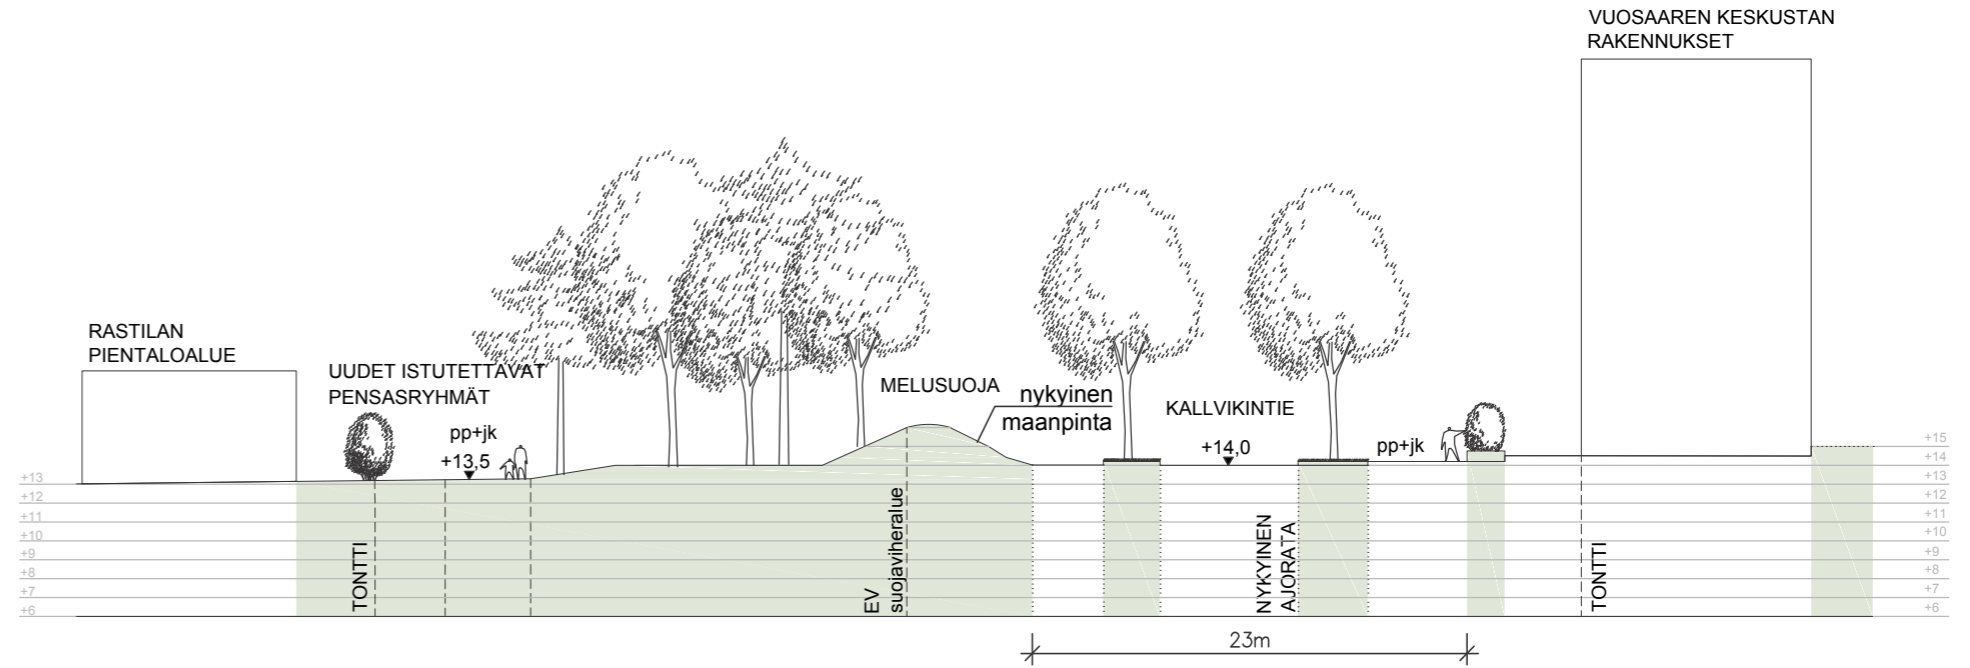 VUOSAAREN KESKUSTAN
RAKENNUKSET
RASTILAN
PIENTALOALUE
UUDET ISTUTETTAVAT
PENSASRYHMÄT
pp+jk
+13,5
MELUSUOJA
nykyinen
maanpinta
KALLVIKINTIE
+14,0
pp+jk
+13
+12
+11
+10
+9
+8
+7
+6
TONTTI
EV
suojaviheralue
NYKYINEN
AJORATA
TONTTI
+15
+14
+13
+12
+11
+10
+9
+8
+7
+6
23m